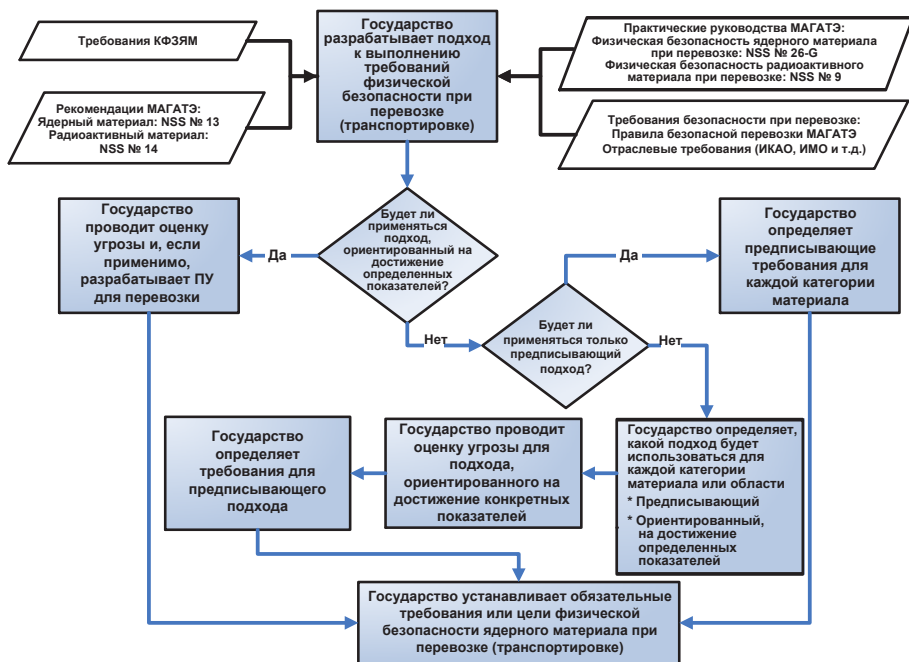 Требования КФЗЯМ
Рекомендации МАГАТЭ:
Ядерный материал: NSS № 13
Радиоактивный материал:
NSS № 14
Государство
разрабатывает подход
к выполнению
требований
физической
безопасности при
перевозке
(транспортировке)
Практические руководства МАГАТЭ:
Физическая безопасность ядерного материала
при перевозке: NSS № 26-G
Физическая безопасность радиоактивного
материала при перевозке: NSS № 9
Требования безопасности при перевозке:
Правила безопасной перевозки МАГАТЭ
Отраслевые требования (ИКАО, ИМО и т.д.)
Государство
проводит оценку
угрозы и, если
применимо,
разрабатывает ПУ
для перевозки
Да
Будет ли
применяться
подход,
ориентированный на
достижение
определенных
показателей?
Нет
Будет ли
применяться только
предписывающий
подход?
Да
Нет
Государство
определяет
предписывающие
требования для
каждой категории
материала
Государство определяет,
какой подход будет
использоваться для
каждой категории
материала или области
* Предписывающий
* Ориентированный,
на достижение
определенных
показателей
Государство проводит
оценку угрозы для
подхода,
ориентированного на
достижение конкретных
показателей
Государство
определяет
требования для
предписывающего
подхода
Государство устанавливает обязательные
требования или цели физической
безопасности ядерного материала при
перевозке (транспортировке)